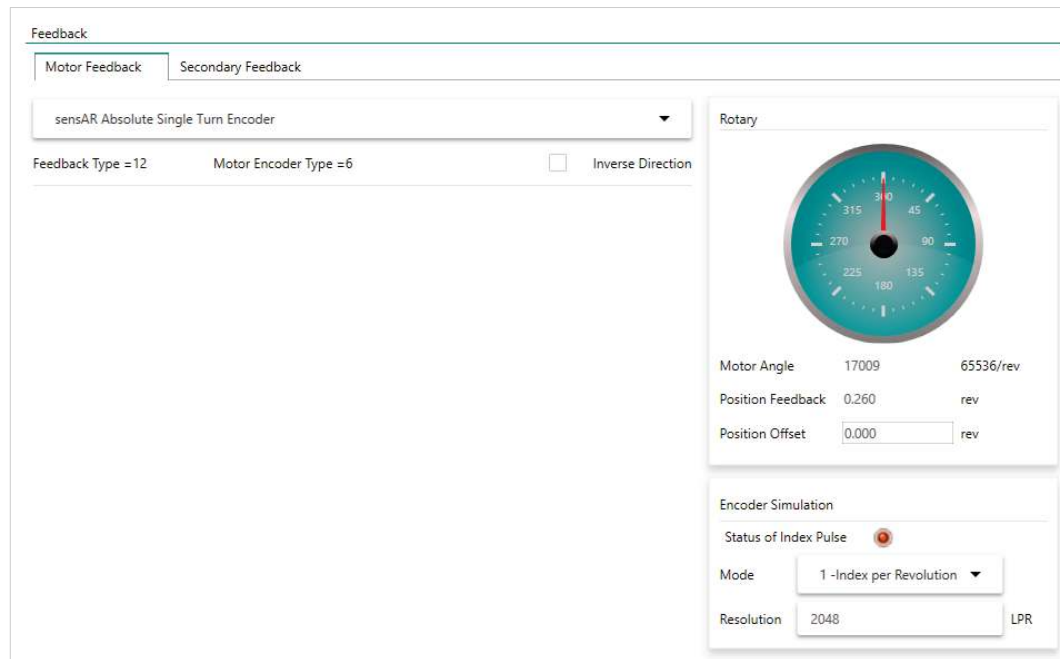 Feedback
Motor Feedback
Secondary Feedback
sensAR Absolute Single Turn Encoder
Feedback Type =12
Motor Encoder Type =6
Inverse Direction
Rotary
360
315
45
270
90
225
135
180
Motor Angle 17009 65536/rev
Position Feedback 0.260 rev
Position Offset 0.000 rev
Encoder Simulation
Status of Index Pulse
Mode 1 -Index per Revolution
Resolution 2048 LPR